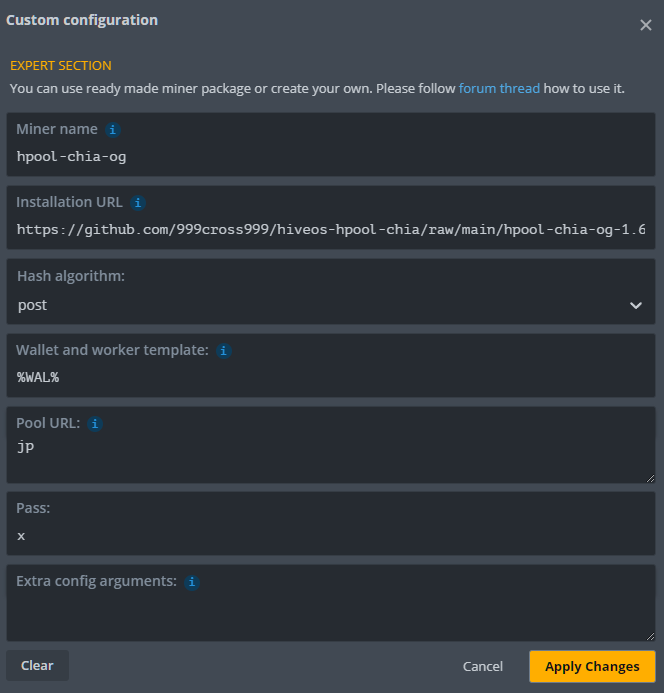 Custom configuration
EXPERT SECTION
You can use ready made miner package or create your own. Please follow forum thread how to use it.
Miner name
hpool-chia-og
Installation URL
https://github.com/999cross999/hiveos-hpool-chia/raw/main/hpool-chia-og-1.6
Hash algorithm:
post
Wallet and worker template:
%WAL%
Pool URL:
jp
Pass:
x
Extra config arguments:
Clear
Cancel
Apply Changes